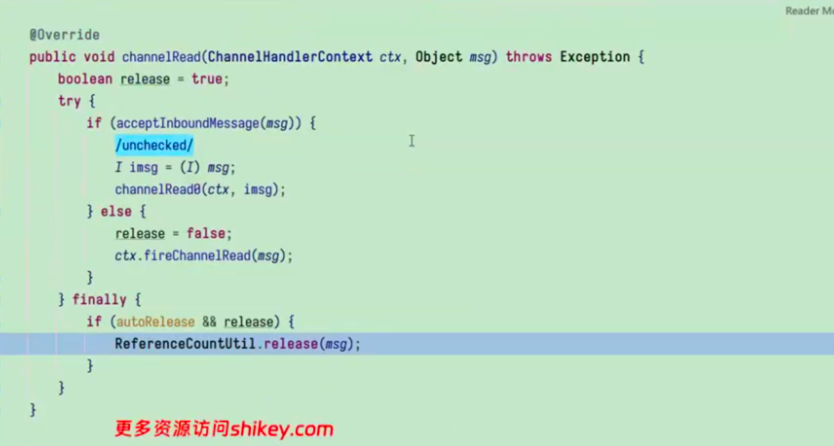 Reader Mo
@Override
public void channelRead(ChannelHandlerContext ctx, Object msg) throws Exception {
    boolean release = true;
    try {
        if (acceptInboundMessage(msg)) {
            /unchecked/
            I imsg = (I) msg;
            channelRead0(ctx, imsg);
        } else {
            release = false;
            ctx.fireChannelRead(msg);
        }
    } finally {
        if (autoRelease && release) {
            ReferenceCountUtil.release(msg);
        }
    }
}
更多资源访问shikey.com